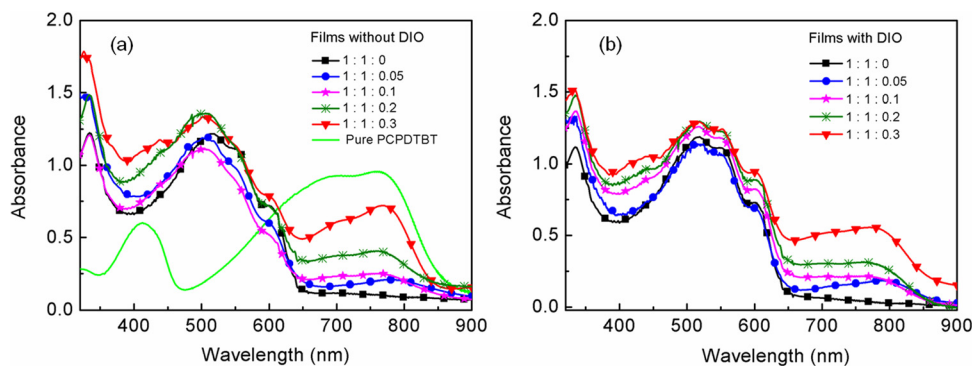 (a)
Films without DIO
1 : 1 : 0
1 : 1 : 0.05
1 : 1 : 0.1
1 : 1 : 0.2
1 : 1 : 0.3
Pure PCPDTBT
2.0
1.5
1.0
0.5
0.0
Absorbance
400 500 600 700 800 900
Wavelength (nm)
(b)
Films with DIO
1 : 1 : 0
1 : 1 : 0.05
1 : 1 : 0.1
1 : 1 : 0.2
1 : 1 : 0.3
2.0
1.5
1.0
0.5
0.0
Absorbance
400 500 600 700 800 900
Wavelength (nm)